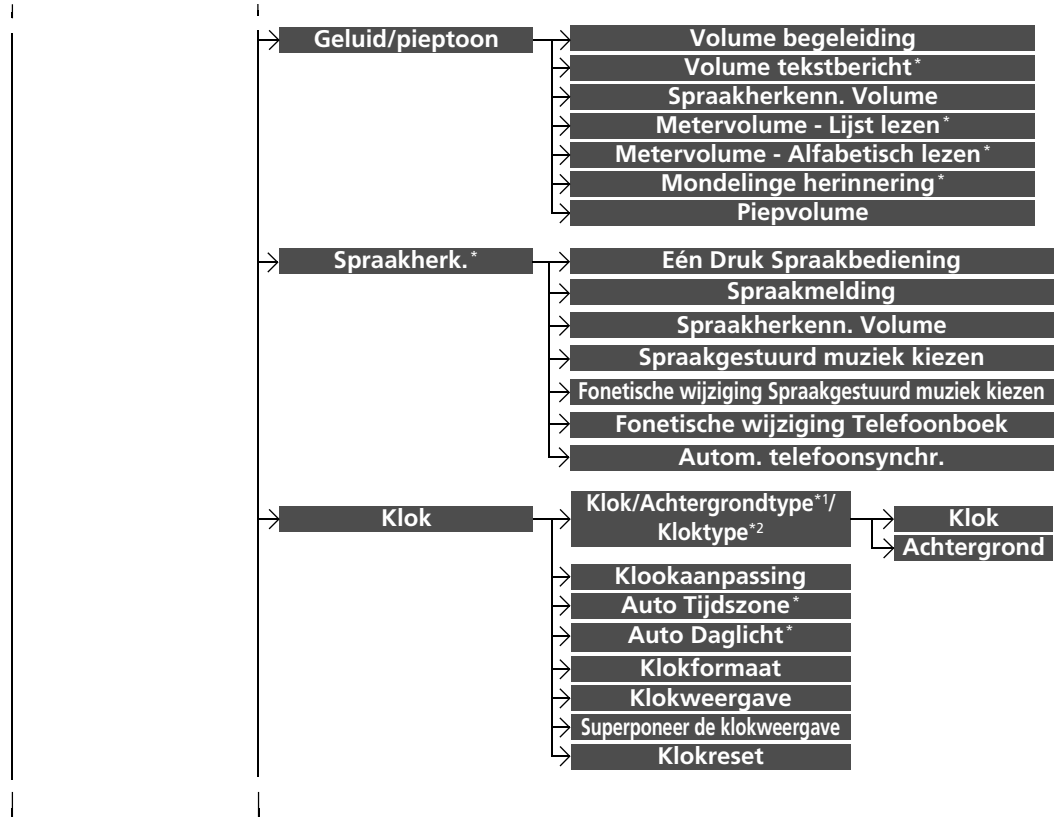 Geluid/pieptoon
Volume begeleiding
Volume tekstbericht*
Spraakherkenn. Volume
Metervolume - Lijst lezen*
Metervolume - Alfabetisch lezen*
Mondelinge herinnering*
Piepvolume
Spraakherk.*
Eén Druk Spraakbediening
Spraakmelding
Spraakherkenn. Volume
Spraakgestuurd muziek kiezen
Fonetische wijziging Spraakgestuurd muziek kiezen
Fonetische wijziging Telefoonboek
Autom. telefoonsynchr.
Klok
Klok/Achtergrondtype*1/
Kloktype*2
Klok
Achtergrond
Klookaanpassing
Auto Tijdszone*
Auto Daglicht*
Klokformaat
Klokweergave
Superponeer de klokweergave
Klokreset